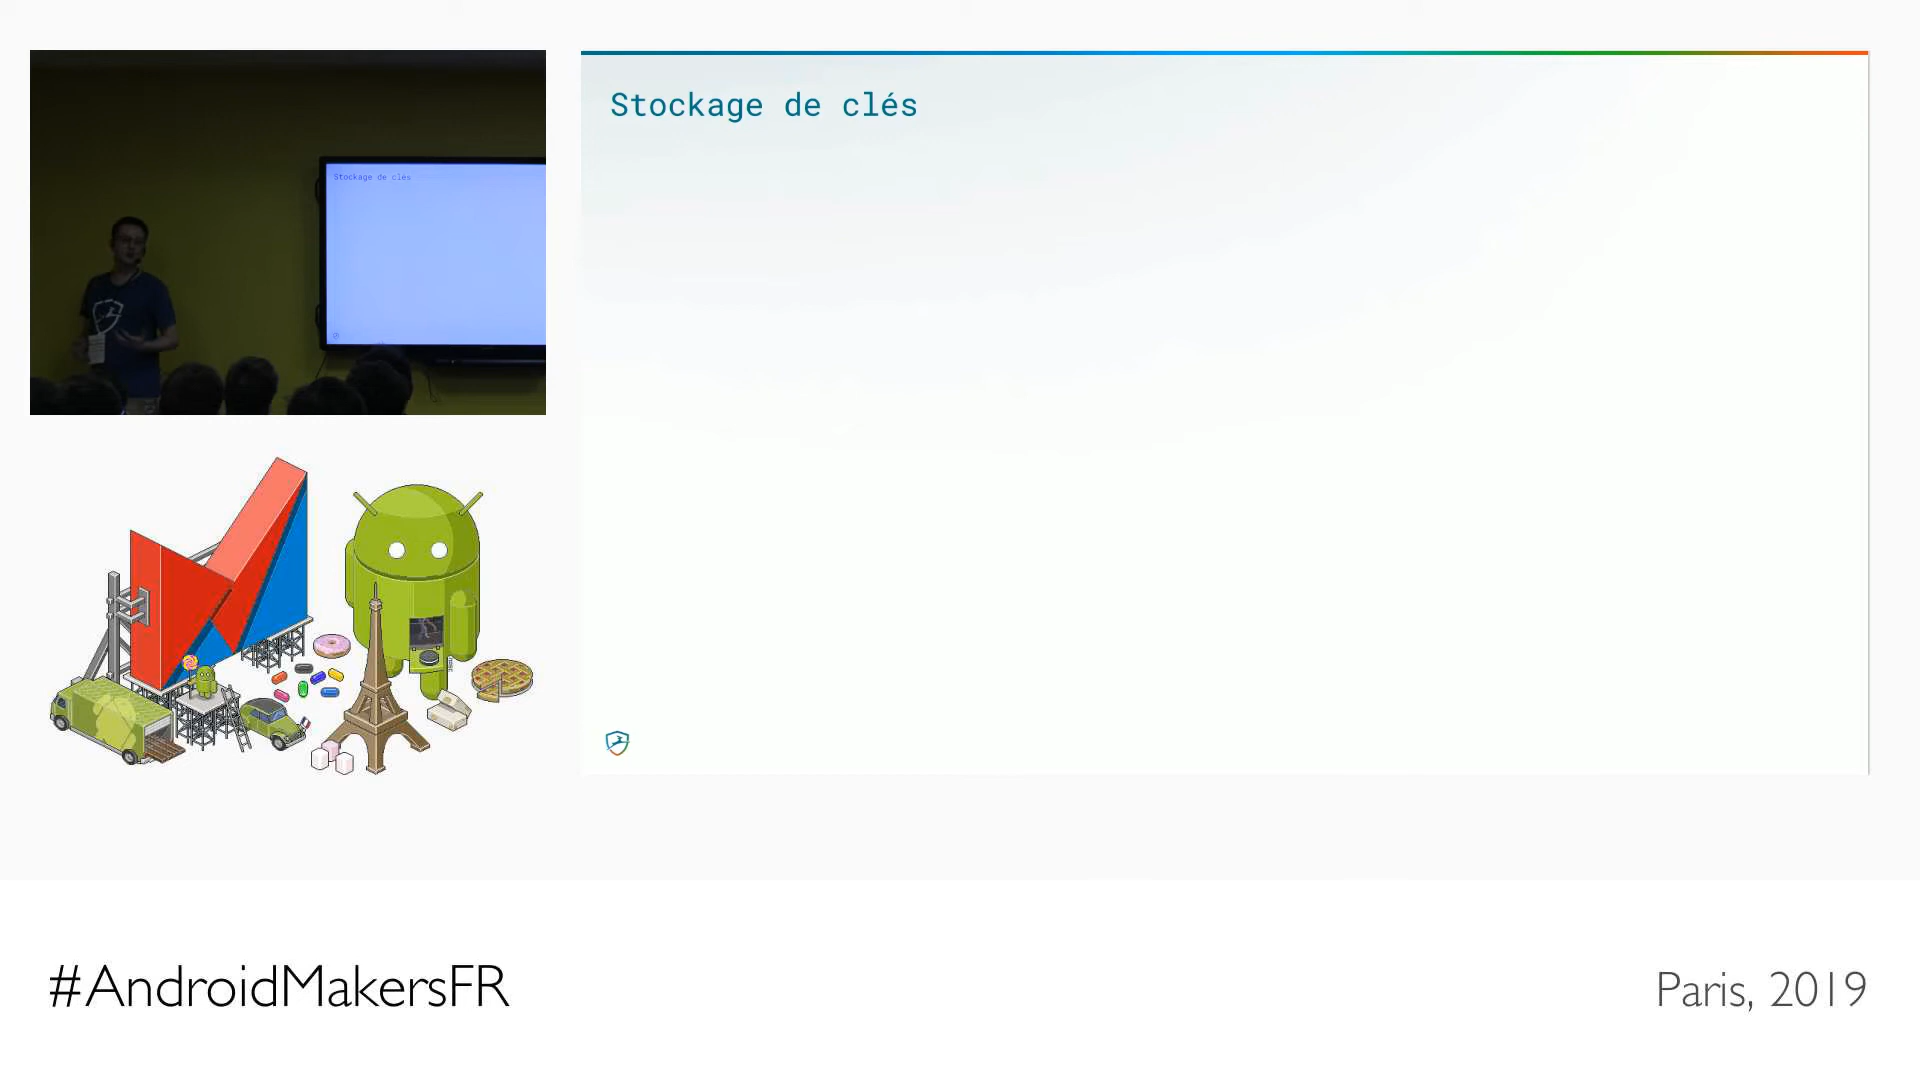 Stockage de clés
Stockage de clés
#AndroidMakersFR
Paris, 2019